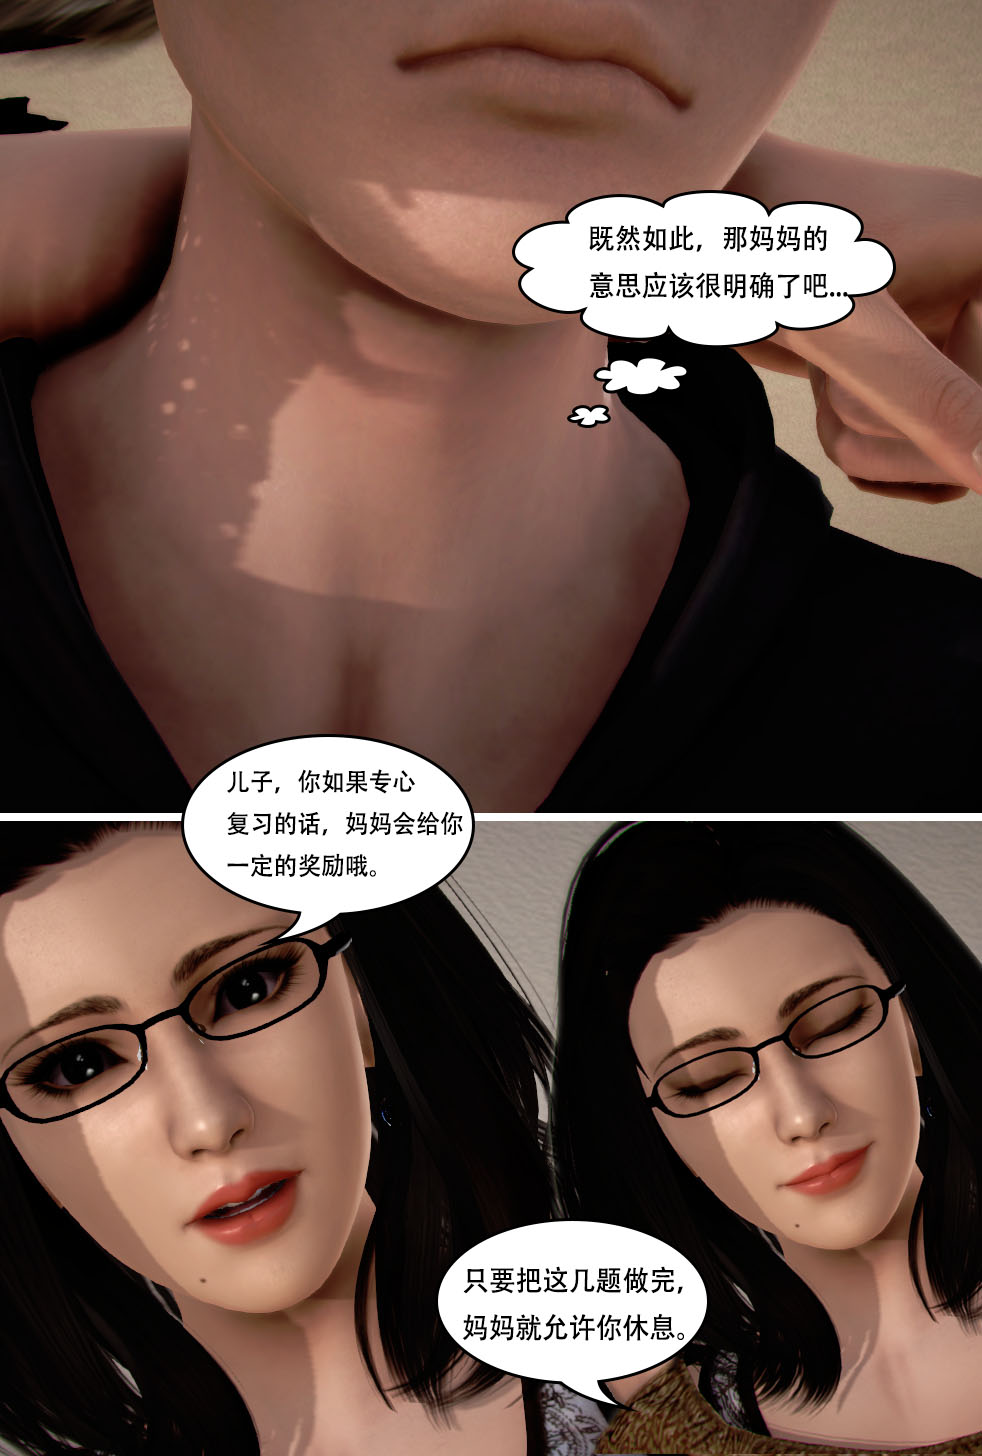 既然如此，那妈妈的
意思应该很明确了吧...
儿子，你如果专心
复习的话，妈妈会给你
一定的奖励哦。
只要把这几题做完，
妈妈就允许你休息。